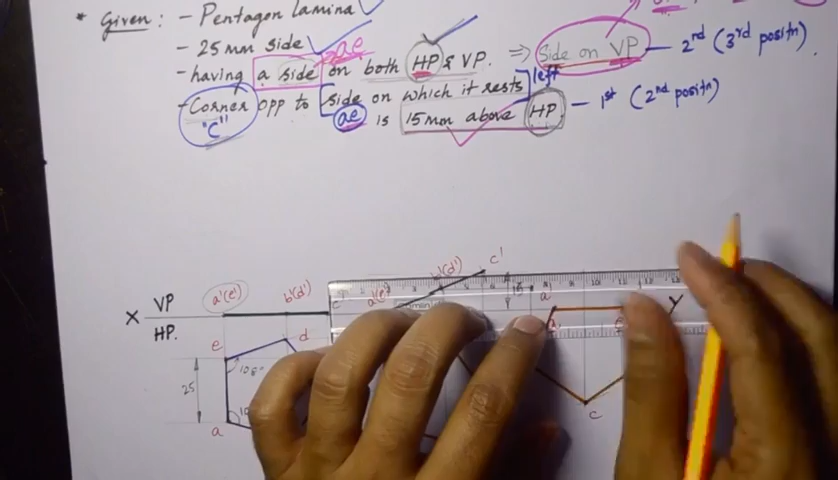 * Given : - Pentagon lamina
- 25 mm side
ae
- having a side on both HP & VP. => Side on VP - 2nd (3rd positn).
- Corner opp to side on which it rests left
"C" ae is 15mm above HP - 1st (2nd positn)
c'
a'(e') b'(d') b'(d')
c' a'(e') a'
X VP Y
HP.
e d a
25 108°
c
a